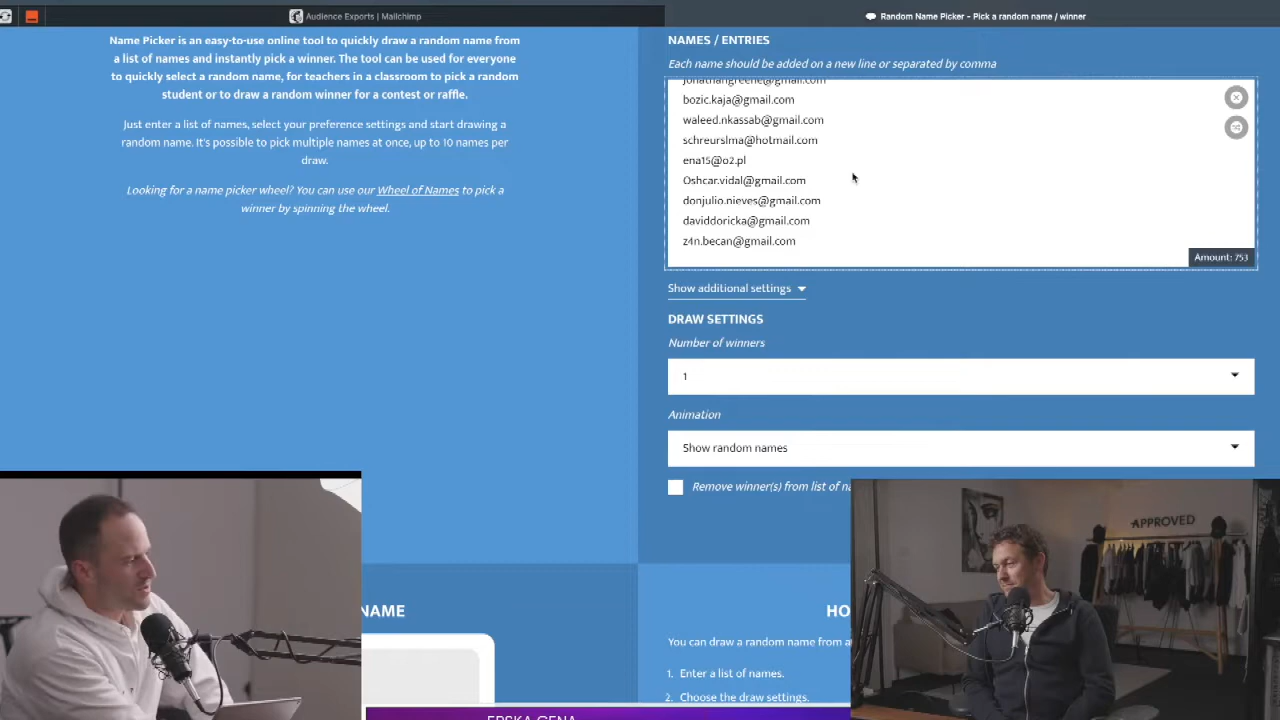 Audience Exports | Mailchimp
Random Name Picker - Pick a random name / winner
Name Picker is an easy-to-use online tool to quickly draw a random name from
a list of names and instantly pick a winner. The tool can be used for everyone
to quickly select a random name, for teachers in a classroom to pick a random
student or to draw a random winner for a contest or raffle.
Just enter a list of names, select your preference settings and start drawing a
random name. It's possible to pick multiple names at once, up to 10 names per
draw.
Looking for a name picker wheel? You can use our Wheel of Names to pick a
winner by spinning the wheel.
NAMES / ENTRIES
Each name should be added on a new line or separated by comma
jonathangreene@gmail.com
bozic.kaja@gmail.com
waleed.nkassab@gmail.com
schreurslma@hotmail.com
ena15@o2.pl
Oshcar.vidal@gmail.com
donjulio.nieves@gmail.com
daviddoricka@gmail.com
z4n.becan@gmail.com
Amount: 753
Show additional settings
DRAW SETTINGS
Number of winners
1
Animation
Show random names
Remove winner(s) from list of na
NAME
HO
You can draw a random name from a
1. Enter a list of names.
2. Choose the draw settings.
APPROVED